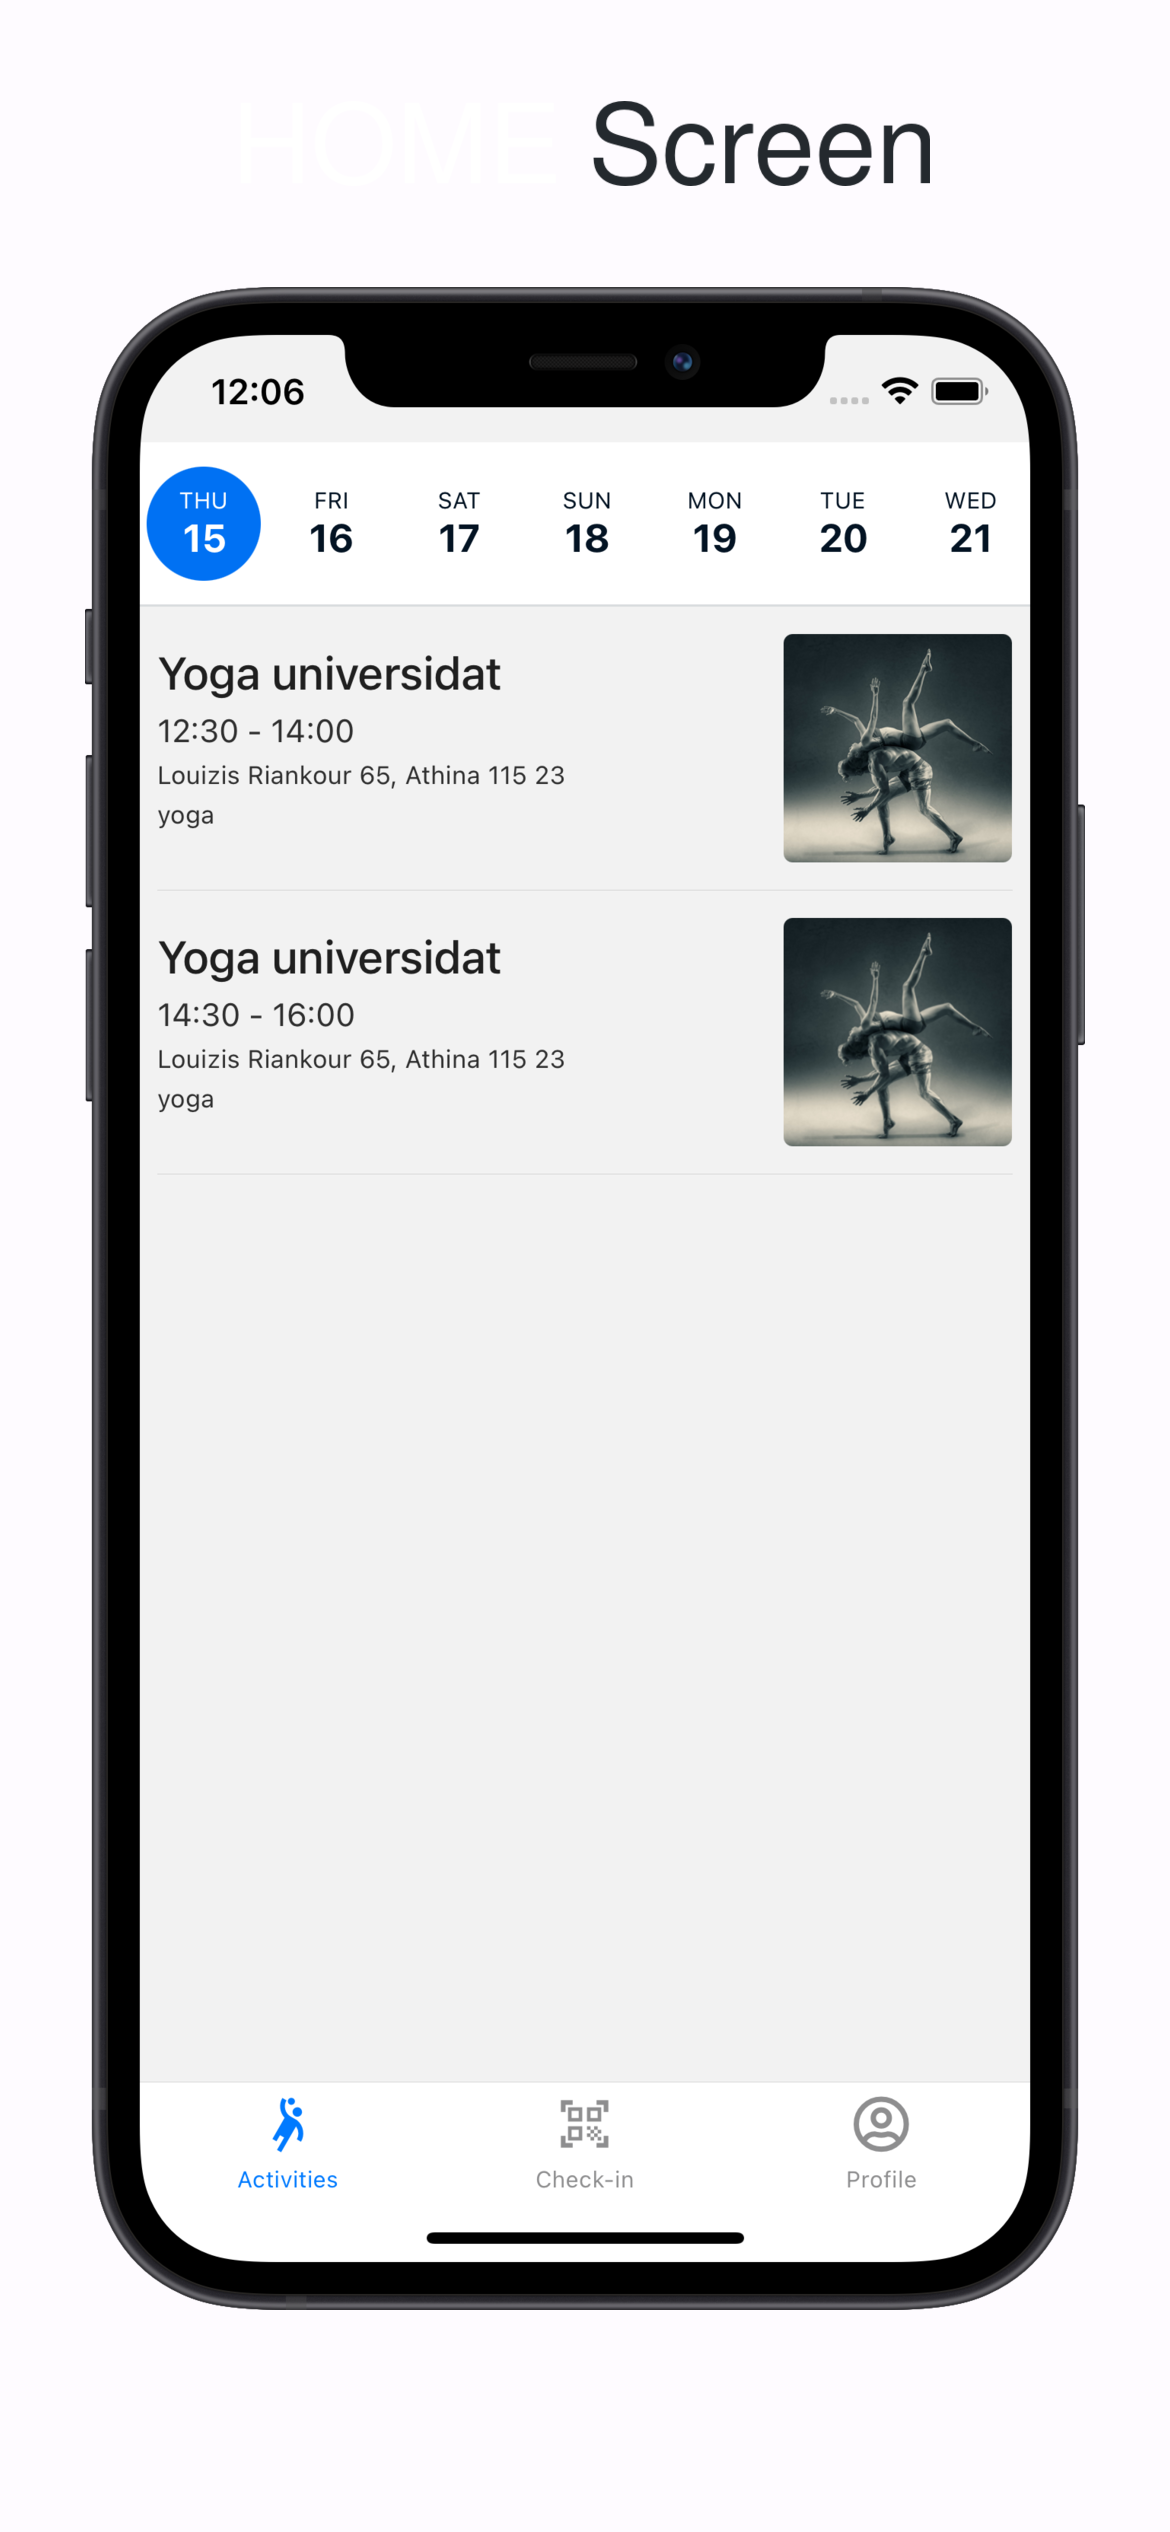 HOME Screen
12:06
THU FRI SAT SUN MON TUE WED
15 16 17 18 19 20 21
Yoga universidat
12:30 - 14:00
Louizis Riankour 65, Athina 115 23
yoga
Yoga universidat
14:30 - 16:00
Louizis Riankour 65, Athina 115 23
yoga
Activities Check-in Profile